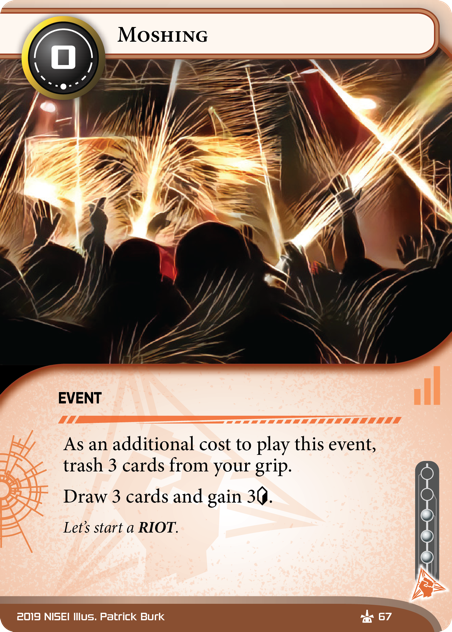 0
MOSHING
EVENT
As an additional cost to play this event,
trash 3 cards from your grip.
Draw 3 cards and gain 3.
Let's start a RIOT.
2019 NISEI Illus. Patrick Burk
67